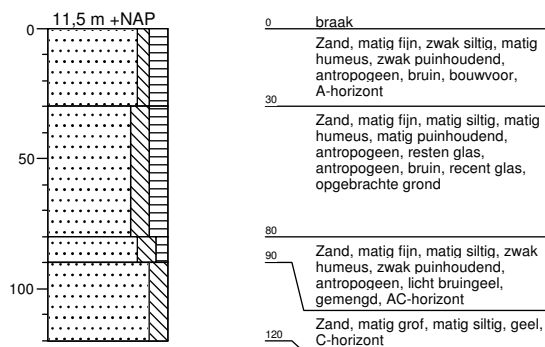 11,5 m +NAP
0
50
100
0 braak
Zand, matig fijn, zwak siltig, matig
humeus, zwak puinhoudend,
antropogeen, bruin, bouwvoor,
A-horizont
30
Zand, matig fijn, matig siltig, matig
humeus, matig puinhoudend,
antropogeen, resten glas,
antropogeen, bruin, recent glas,
opgebrachte grond
80
Zand, matig fijn, matig siltig, zwak
90
humeus, zwak puinhoudend,
antropogeen, licht bruingeel,
gemengd, AC-horizont
Zand, matig grof, matig siltig, geel,
120
C-horizont